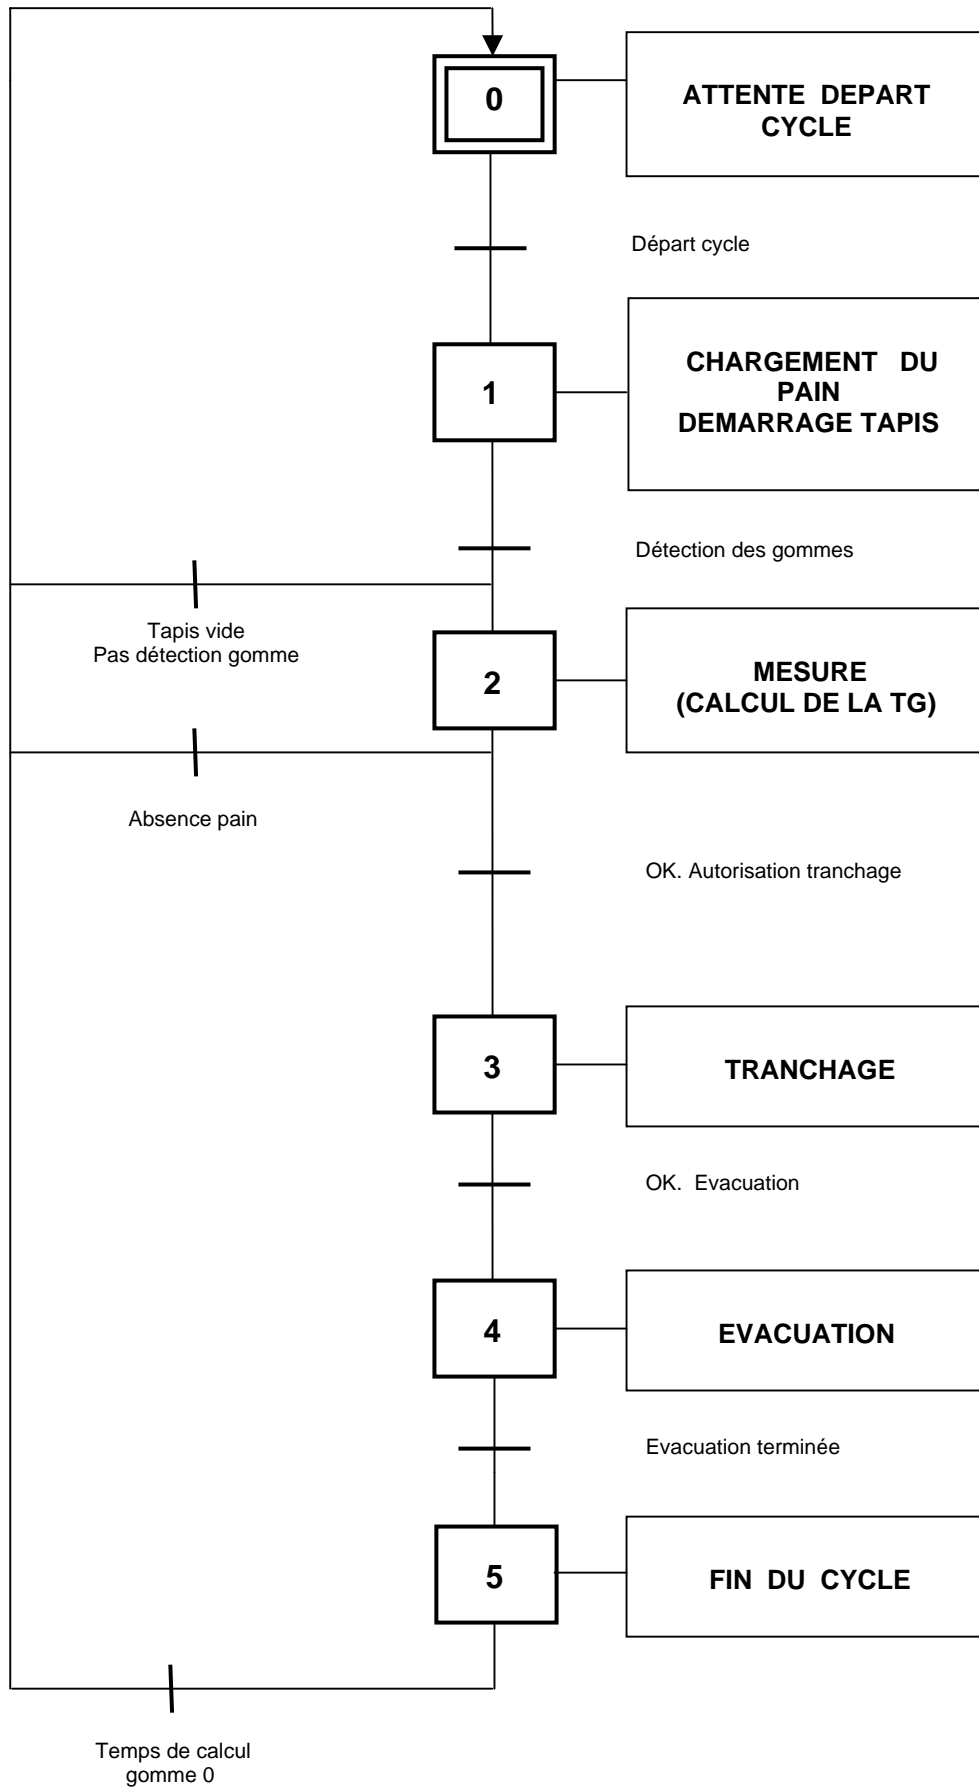 0
ATTENTE DEPART
CYCLE
Départ cycle
1
CHARGEMENT DU
PAIN
DEMARRAGE TAPIS
Détection des gommes
Tapis vide
Pas détection gomme
2
MESURE
(CALCUL DE LA TG)
Absence pain
OK. Autorisation tranchage
3
TRANCHAGE
OK. Evacuation
4
EVACUATION
Evacuation terminée
5
FIN DU CYCLE
Temps de calcul
gomme 0